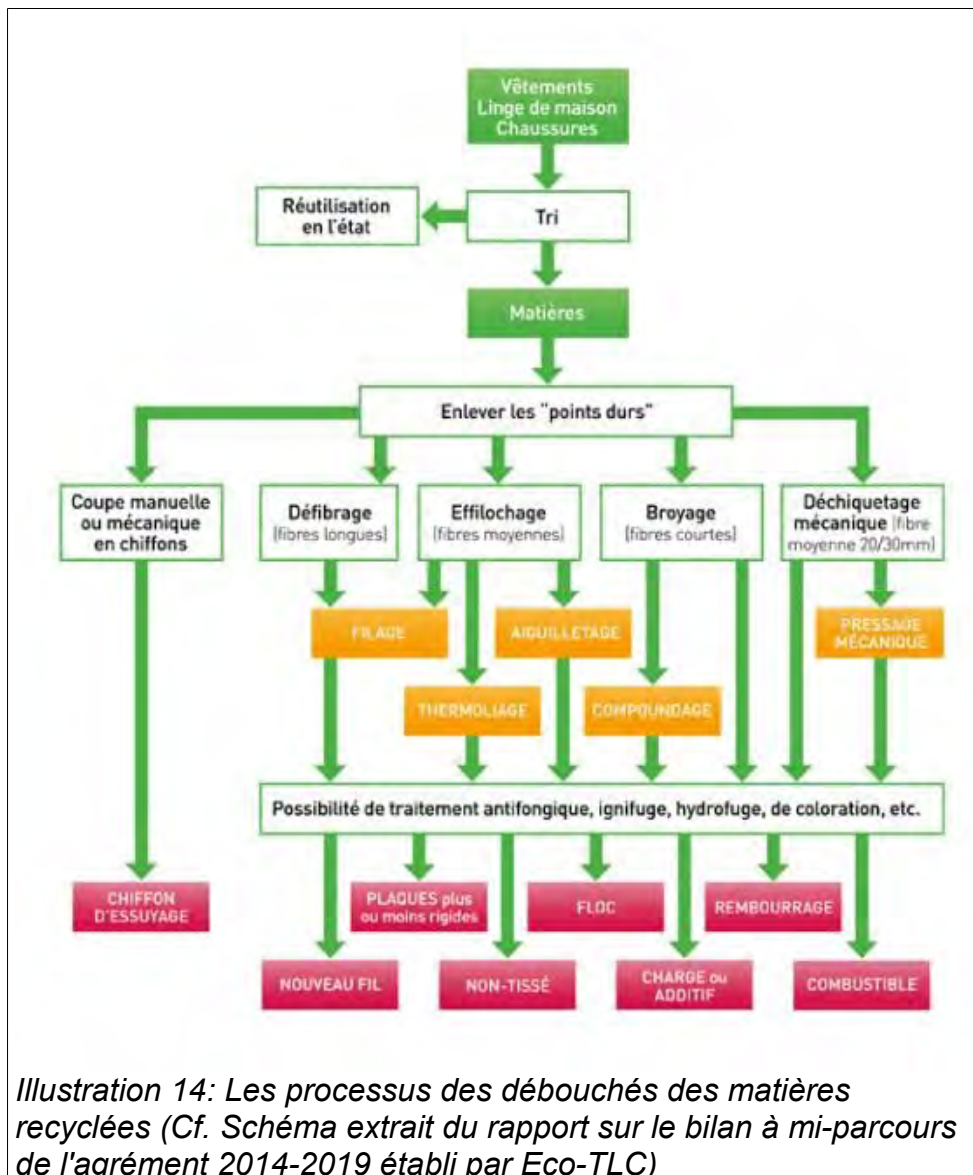 Vêtements
Linge de maison
Chaussures
Réutilisation
en l'état
Tri
Matières
Enlever les "points durs"
Coupe manuelle
ou mécanique
en chiffons
Défibrage
(fibres longues)
Effilochage
(fibres moyennes)
Broyage
(fibres courtes)
Déchiquetage
mécanique (fibre
moyenne 20/30mm)
FILAGE
AIGUILLETAGE
PRESSAGE
MÉCANIQUE
THERMOLIAGE
COMPOUNDAGE
Possibilité de traitement antifongique, ignifuge, hydrofuge, de coloration, etc.
CHIFFON
D'ESSUYAGE
PLAQUES plus
ou moins rigides
FLOC
REMBOURRAGE
NOUVEAU FIL
NON-TISSÉ
CHARGE ou
ADDITIF
COMBUSTIBLE
Illustration 14: Les processus des débouchés des matières
recyclées (Cf. Schéma extrait du rapport sur le bilan à mi-parcours
de l'agrément 2014-2019 établi par Eco-TLC)